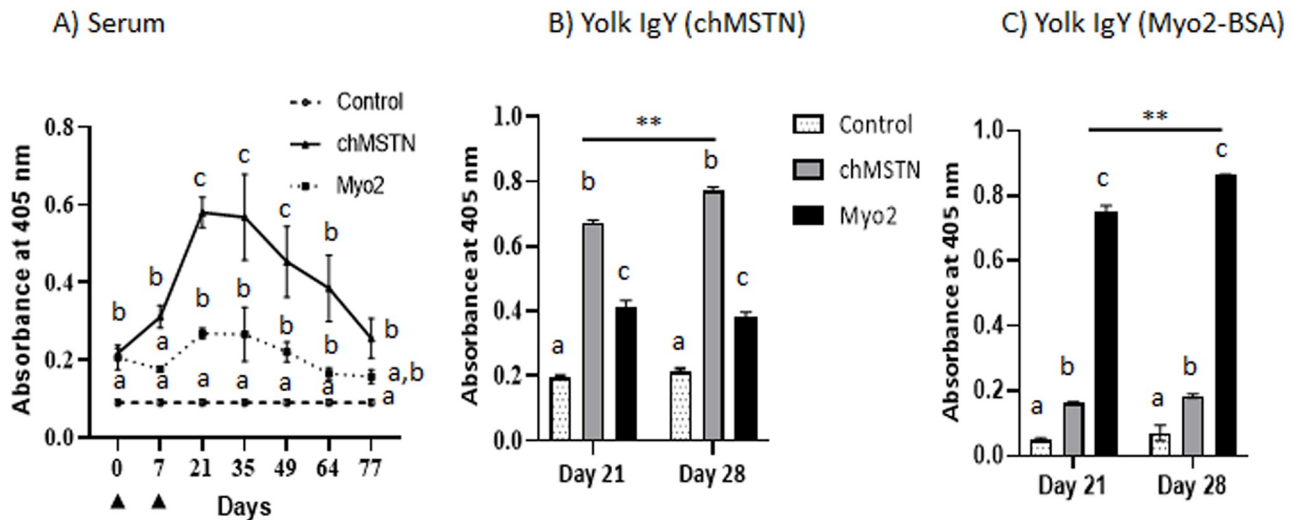 A) Serum
B) Yolk IgY (chMSTN)
C) Yolk IgY (Myo2-BSA)
Control
chMSTN
Myo2
Absorbance at 405 nm
0.8
0.6
0.4
0.2
0.0
c
c
c
b
b
b
b
b
b
b
b
b
a
a,b
a
a
a
a
a
a
a
0 7 21 35 49 64 77
▲ ▲ Days
Absorbance at 405 nm
1.0
0.8
0.6
0.4
0.2
0.0
**
b
b
c
c
a
a
Day 21 Day 28
Control
chMSTN
Myo2
Absorbance at 405 nm
1.0
0.8
0.6
0.4
0.2
0.0
**
c
c
b
b
a
a
Day 21 Day 28